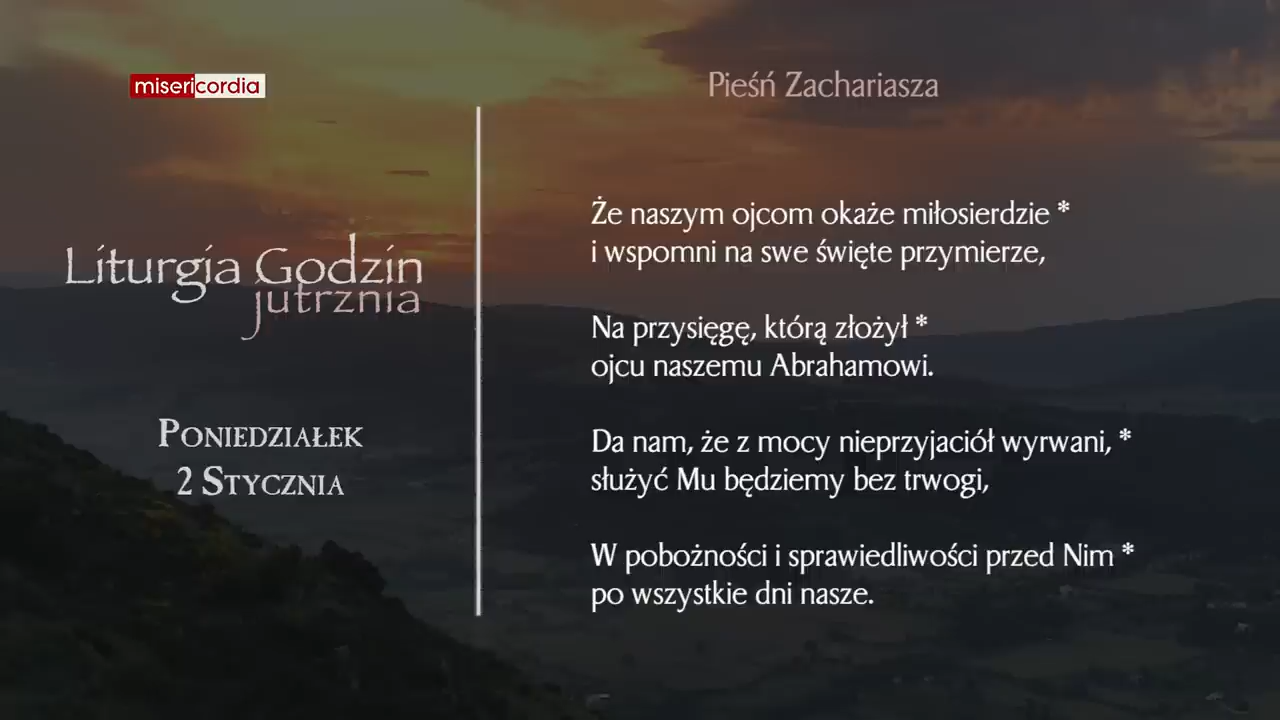 misericordia
Liturgia Godzin
jutrznia
Poniedziałek
2 Stycznia
Pieśń Zachariasza
Że naszym ojcom okaże miłosierdzie *
i wspomni na swe święte przymierze,
Na przysięgę, którą złożył *
ojcu naszemu Abrahamowi.
Da nam, że z mocy nieprzyjaciół wyrwani, *
służyć Mu będziemy bez trwogi,
W pobożności i sprawiedliwości przed Nim *
po wszystkie dni nasze.